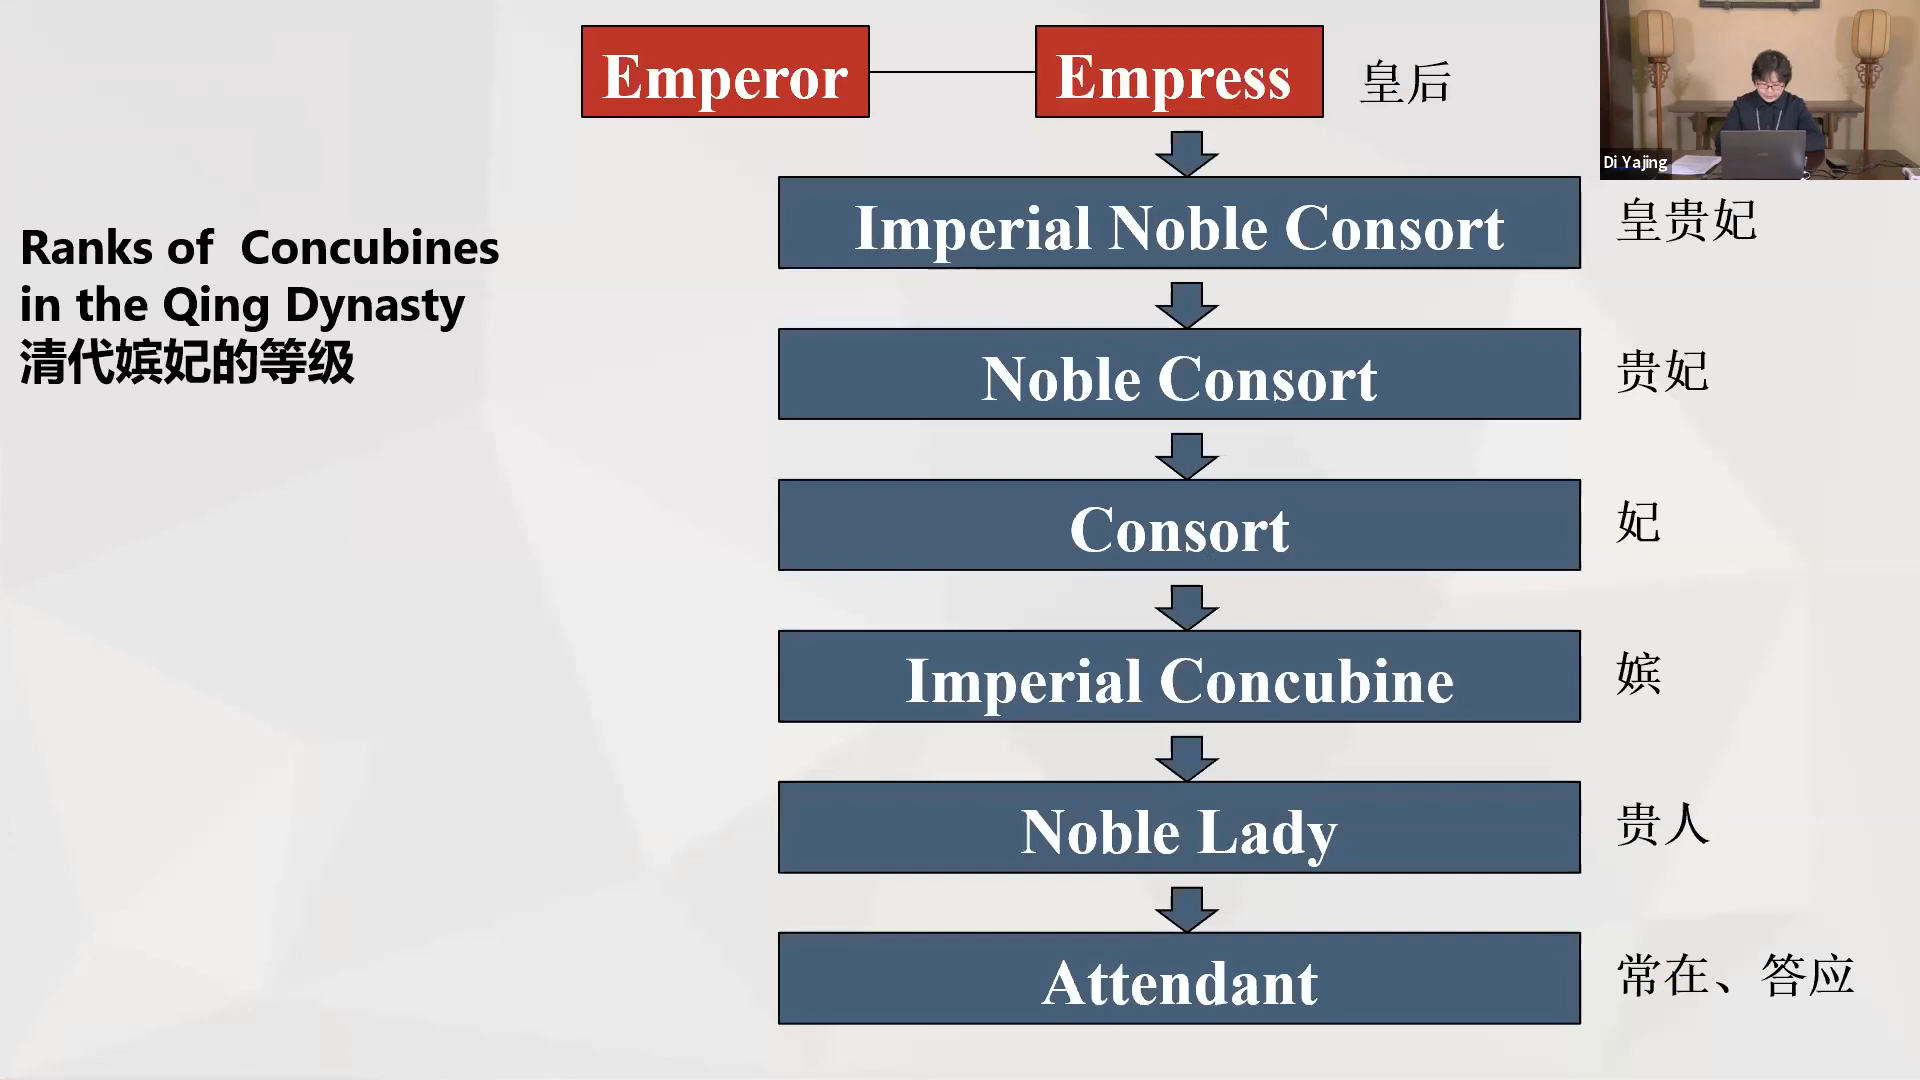 Emperor
Empress
皇后
Di Yajing
Ranks of Concubines
in the Qing Dynasty
清代嫔妃的等级
Imperial Noble Consort
皇贵妃
Noble Consort
贵妃
Consort
妃
Imperial Concubine
嫔
Noble Lady
贵人
Attendant
常在、答应